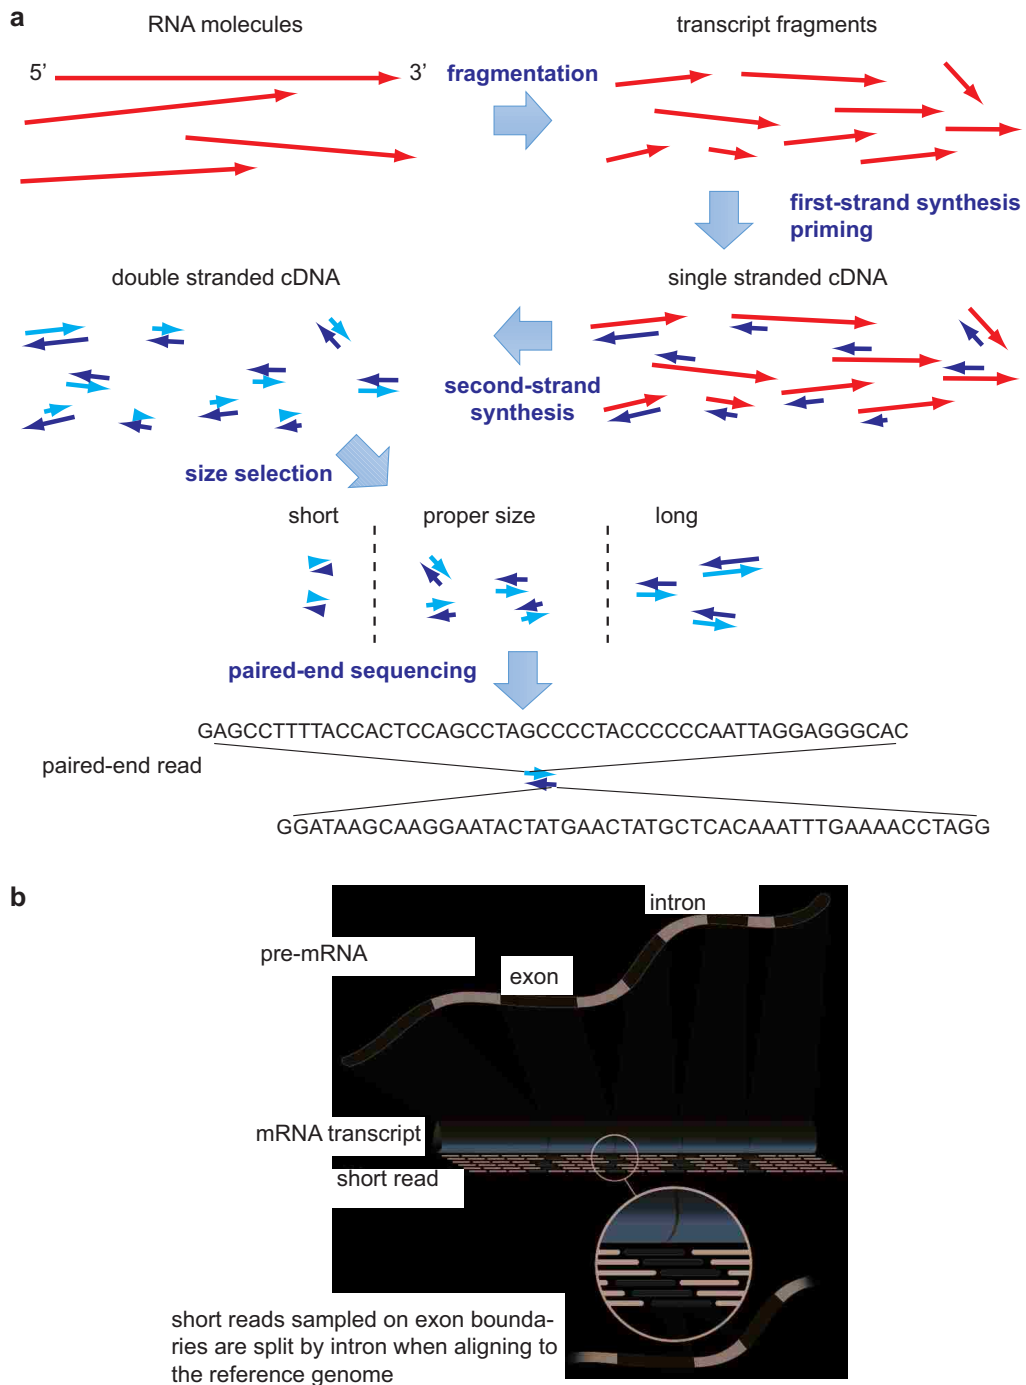 a
RNA molecules
transcript fragments
5’
3’
fragmentation
first-strand synthesis
priming
double stranded cDNA
single stranded cDNA
second-strand
synthesis
size selection
short
proper size
long
paired-end sequencing
GAGCCTTTTACCACTCCAGCCTAGCCCCTACCCCCCAATTAGGAGGGCAC
paired-end read
GGATAAGCAAGGAATACTATGAACTATGCTCACAAATTTGAAAACCTAGG
b
intron
pre-mRNA
exon
mRNA transcript
short read
short reads sampled on exon bounda-
ries are split by intron when aligning to
the reference genome